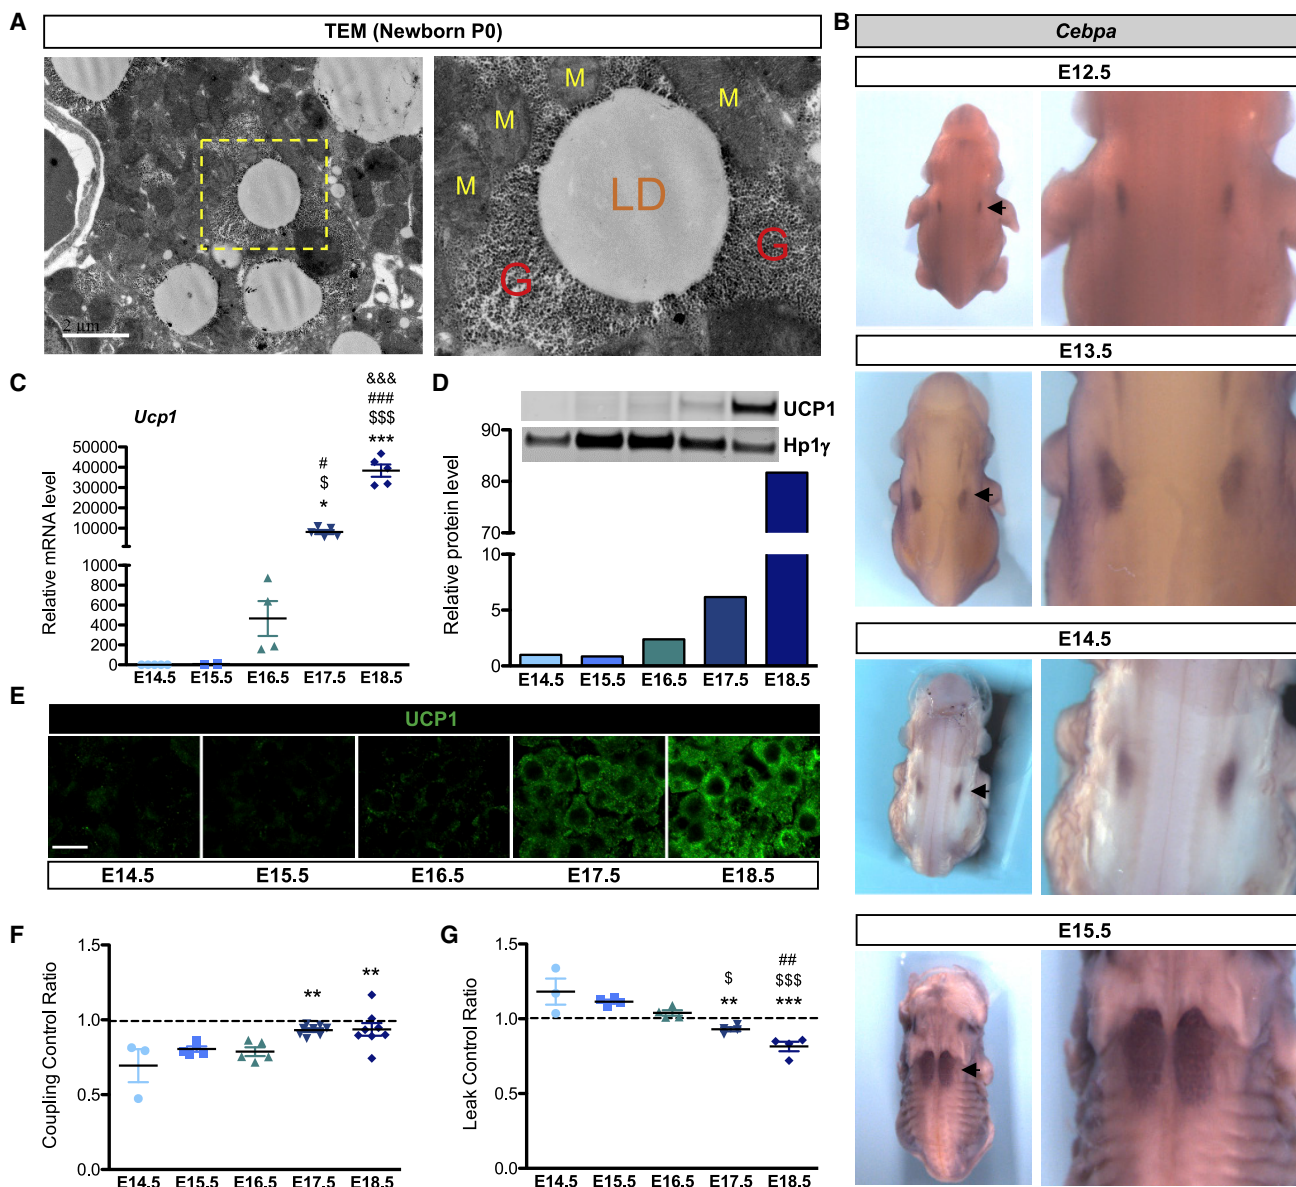 A
TEM (Newborn P0)
2 μm
M
M
M
M
LD
G
G
B
Cebpa
E12.5
E13.5
E14.5
E15.5
C
Ucp1
&&&
###
$$$
***
#
$
*
Relative mRNA level
50000
40000
30000
20000
10000
1000
800
600
400
200
0
E14.5 E15.5 E16.5 E17.5 E18.5
D
UCP1
Hp1γ
Relative protein level
90
80
70
10
5
0
E14.5 E15.5 E16.5 E17.5 E18.5
E
UCP1
E14.5 E15.5 E16.5 E17.5 E18.5
F
Coupling Control Ratio
1.5
1.0
0.5
0.0
**
**
E14.5 E15.5 E16.5 E17.5 E18.5
G
Leak Control Ratio
1.5
1.0
0.5
0.0
$
**
##
$$$
***
E14.5 E15.5 E16.5 E17.5 E18.5